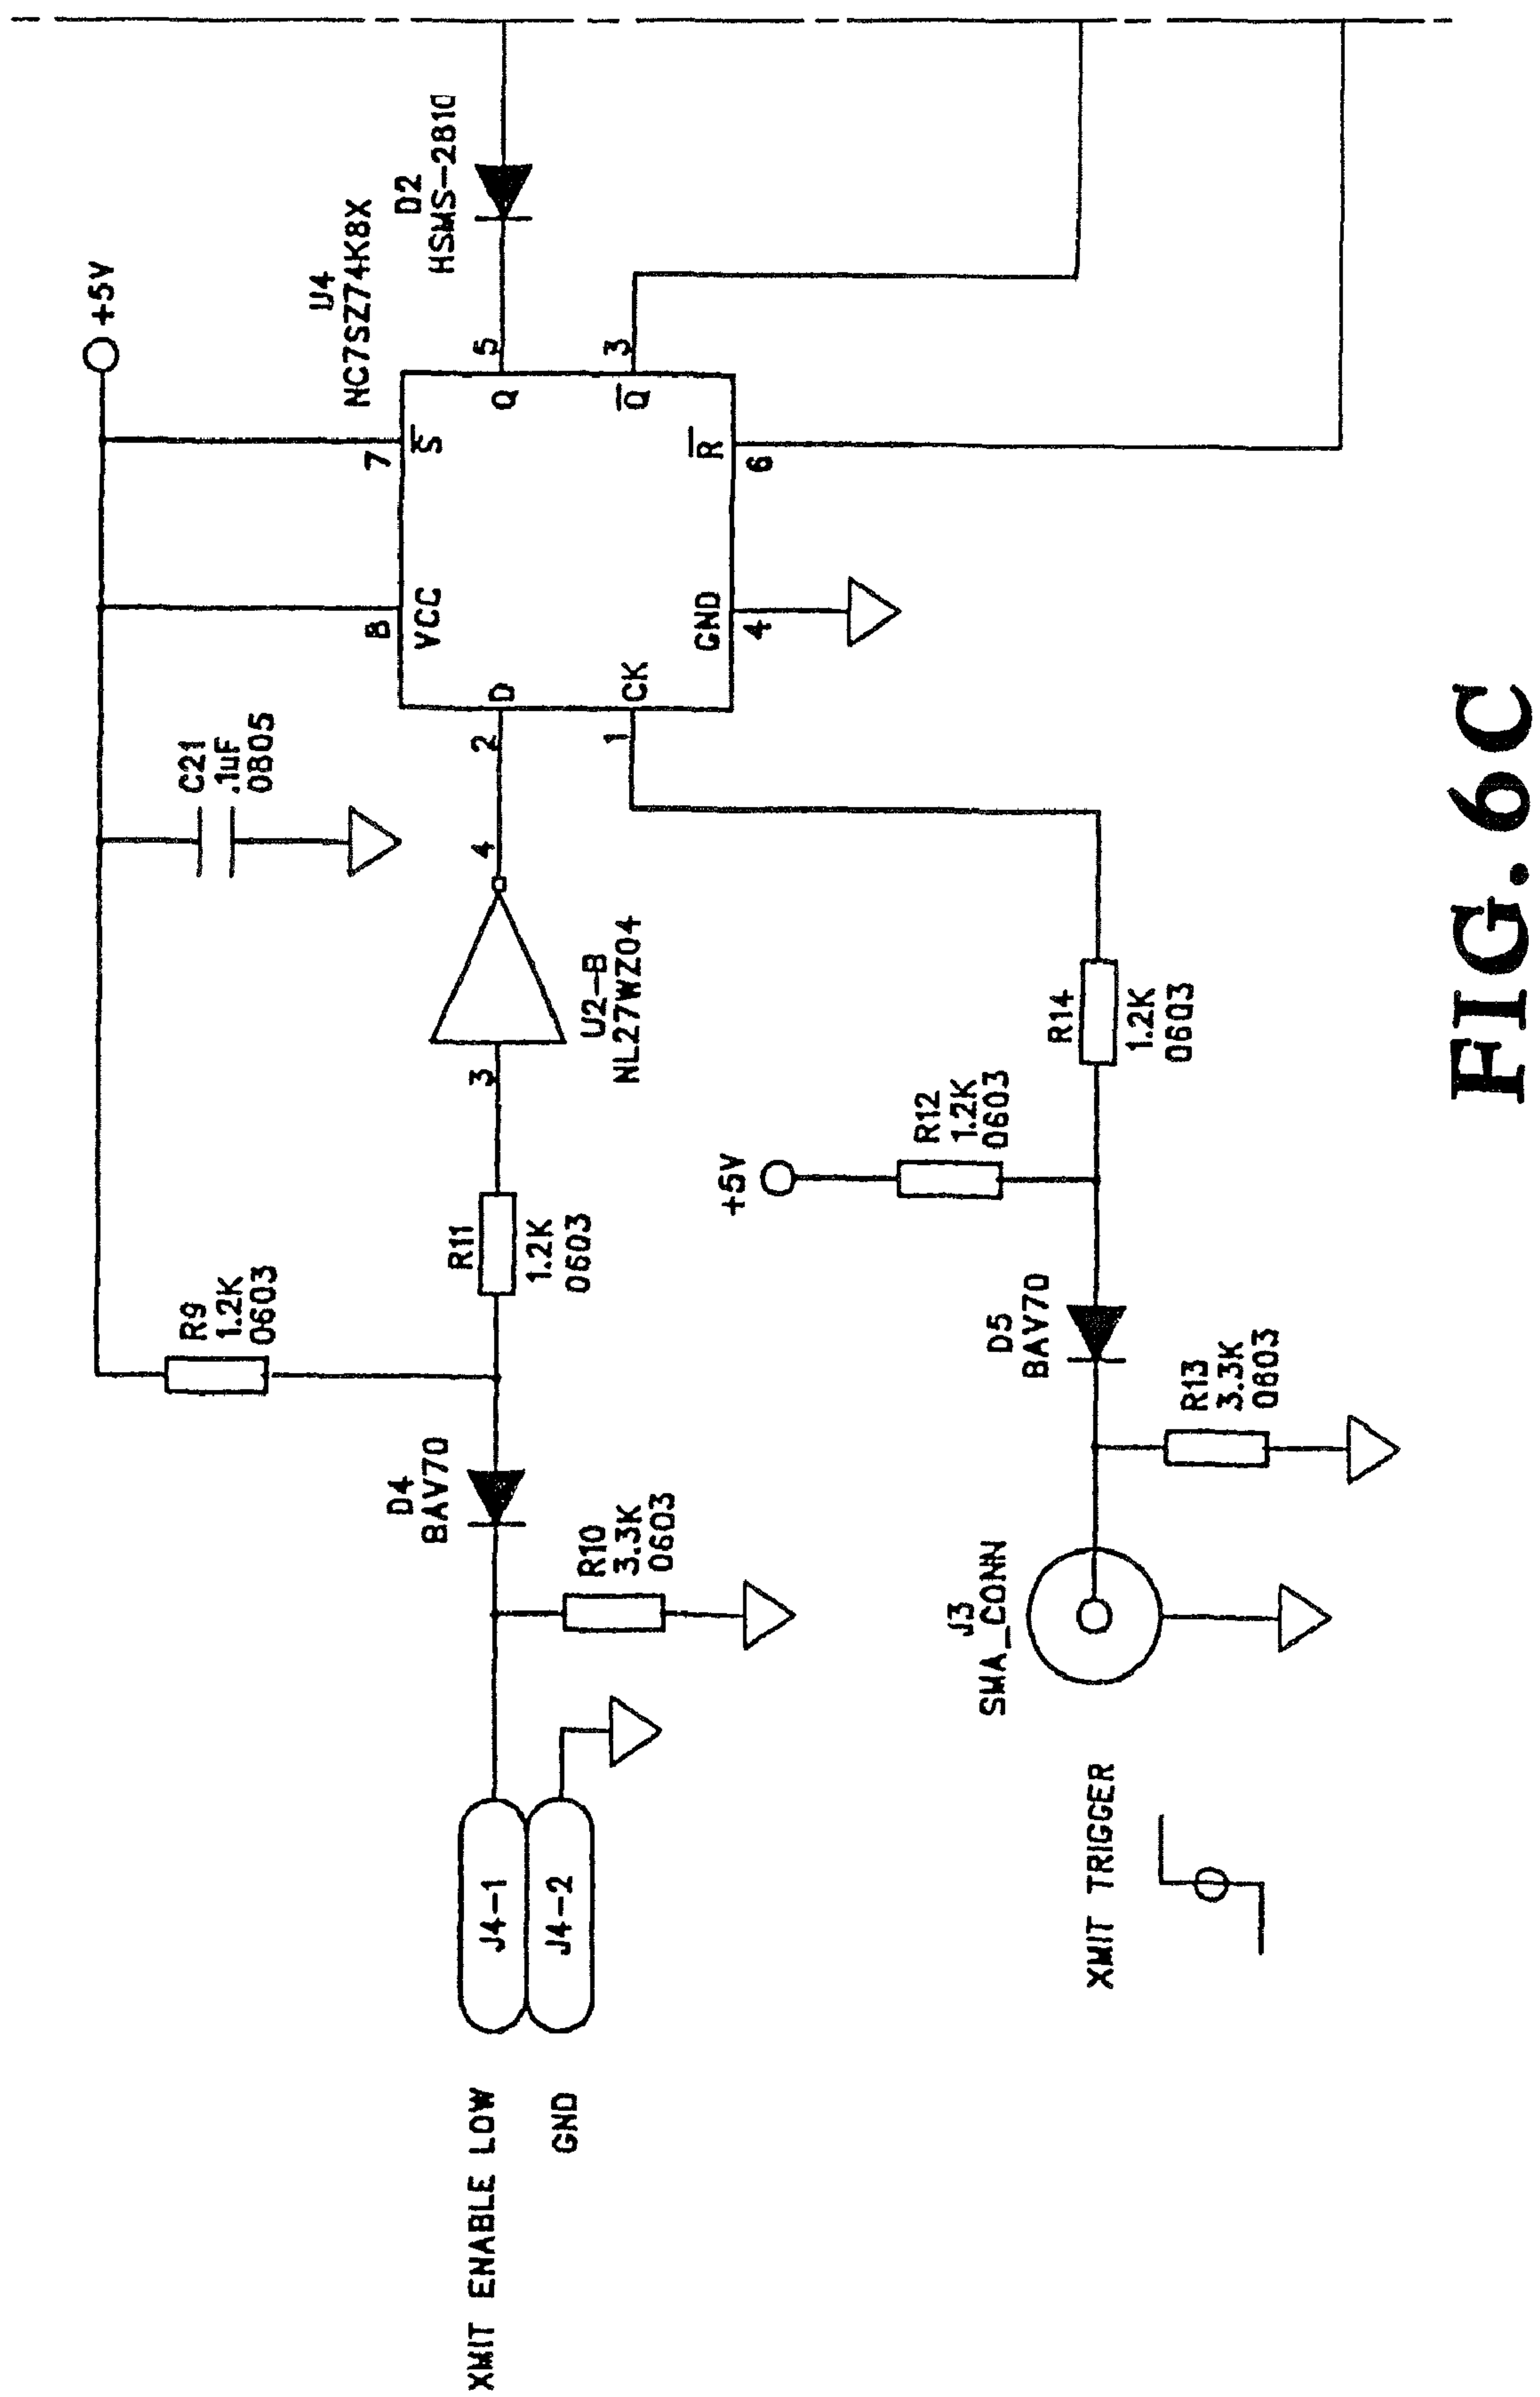 +5V
U4
NC7SZ74K8X
D2
HSMS-2810
C21
.1uF
0805
R9
1.2K
0603
8
VCC
7
S
D4
BAV70
R11
1.2K
0603
3
U2-B
NL27WZ04
4
2
D
Q
5
1
CK
Q
3
GND
4
R
6
XMIT ENABLE LOW
J4-1
GND
J4-2
R10
3.3K
0603
+5V
R12
1.2K
0603
J3
SMA_CONN
D5
BAV70
R14
1.2K
0603
XMIT TRIGGER
R13
3.3K
0603
FIG. 6C